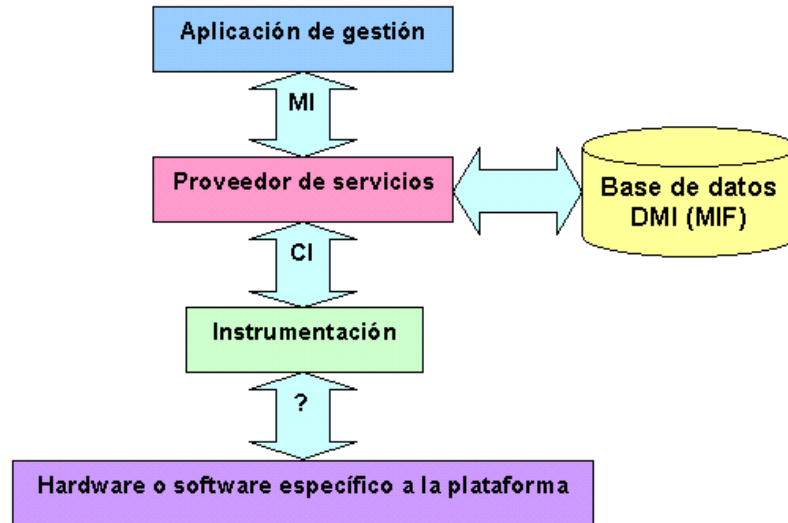 Aplicación de gestión
MI
Proveedor de servicios
Base de datos
DMI (MIF)
CI
Instrumentación
?
Hardware o software específico a la plataforma